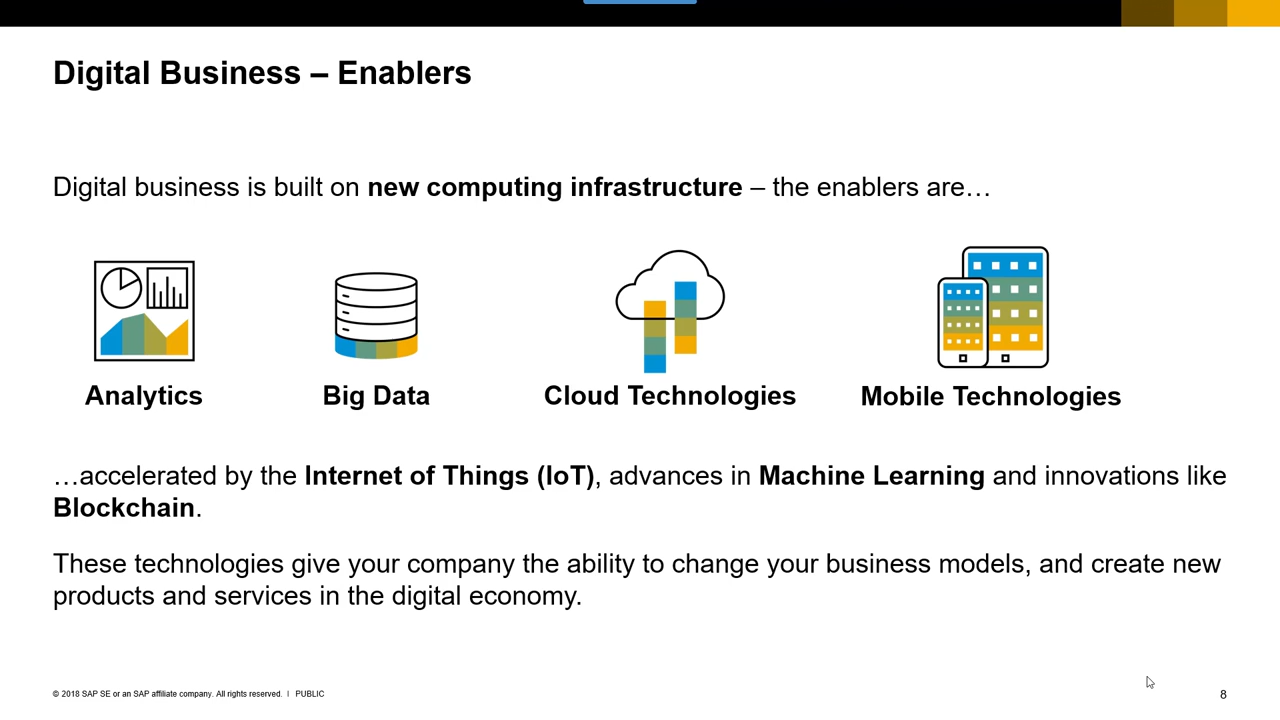 Digital Business – Enablers
Digital business is built on new computing infrastructure – the enablers are…
Analytics
Big Data
Cloud Technologies
Mobile Technologies
…accelerated by the Internet of Things (IoT), advances in Machine Learning and innovations like
Blockchain.
These technologies give your company the ability to change your business models, and create new
products and services in the digital economy.
© 2018 SAP SE or an SAP affiliate company. All rights reserved. | PUBLIC
8